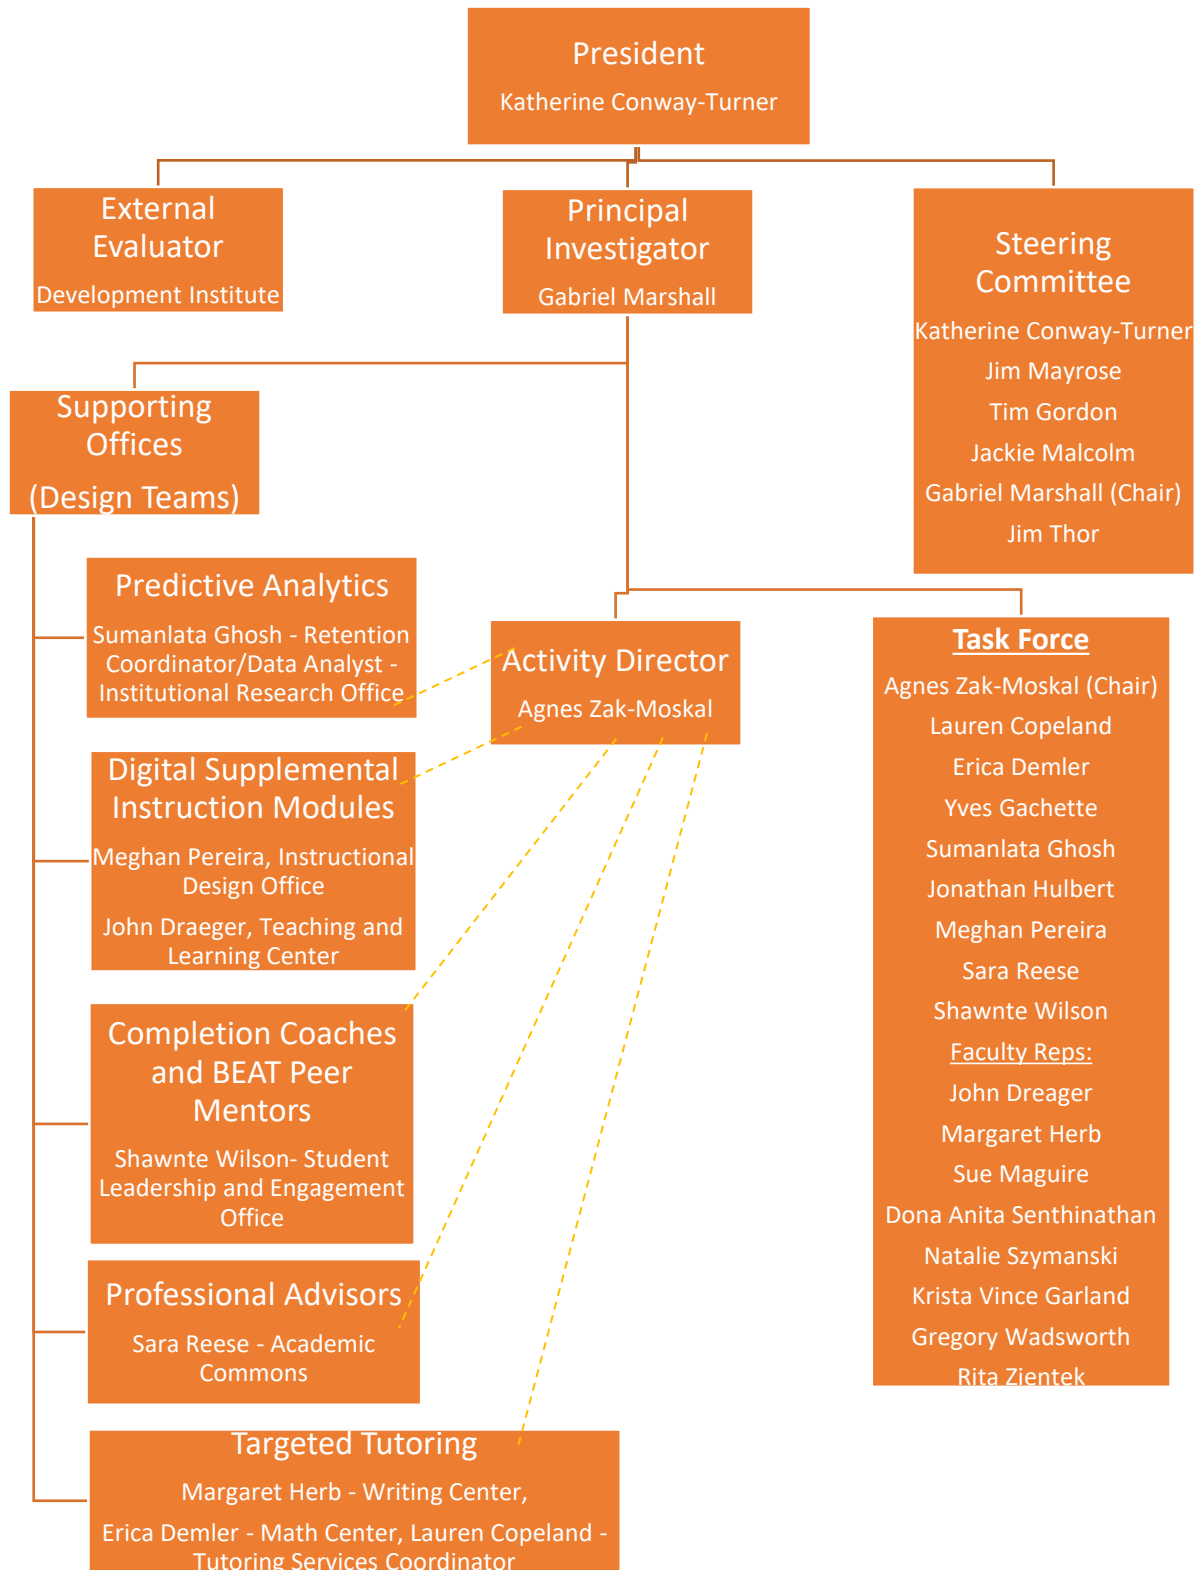 President
Katherine Conway-Turner
External
Evaluator
Development Institute
Principal
Investigator
Gabriel Marshall
Steering
Committee
Katherine Conway-Turner
Jim Mayrose
Tim Gordon
Jackie Malcolm
Gabriel Marshall (Chair)
Jim Thor
Supporting
Offices
(Design Teams)
Predictive Analytics
Sumanlata Ghosh - Retention
Coordinator/Data Analyst -
Institutional Research Office
Digital Supplemental
Instruction Modules
Meghan Pereira, Instructional
Design Office
John Draeger, Teaching and
Learning Center
Completion Coaches
and BEAT Peer
Mentors
Shawnte Wilson- Student
Leadership and Engagement
Office
Professional Advisors
Sara Reese - Academic
Commons
Targeted Tutoring
Margaret Herb - Writing Center,
Erica Demler - Math Center, Lauren Copeland -
Tutoring Services Coordinator
Activity Director
Agnes Zak-Moskal
Task Force
Agnes Zak-Moskal (Chair)
Lauren Copeland
Erica Demler
Yves Gachette
Sumanlata Ghosh
Jonathan Hulbert
Meghan Pereira
Sara Reese
Shawnte Wilson
Faculty Reps:
John Dreager
Margaret Herb
Sue Maguire
Dona Anita Senthinathan
Natalie Szymanski
Krista Vince Garland
Gregory Wadsworth
Rita Zientek